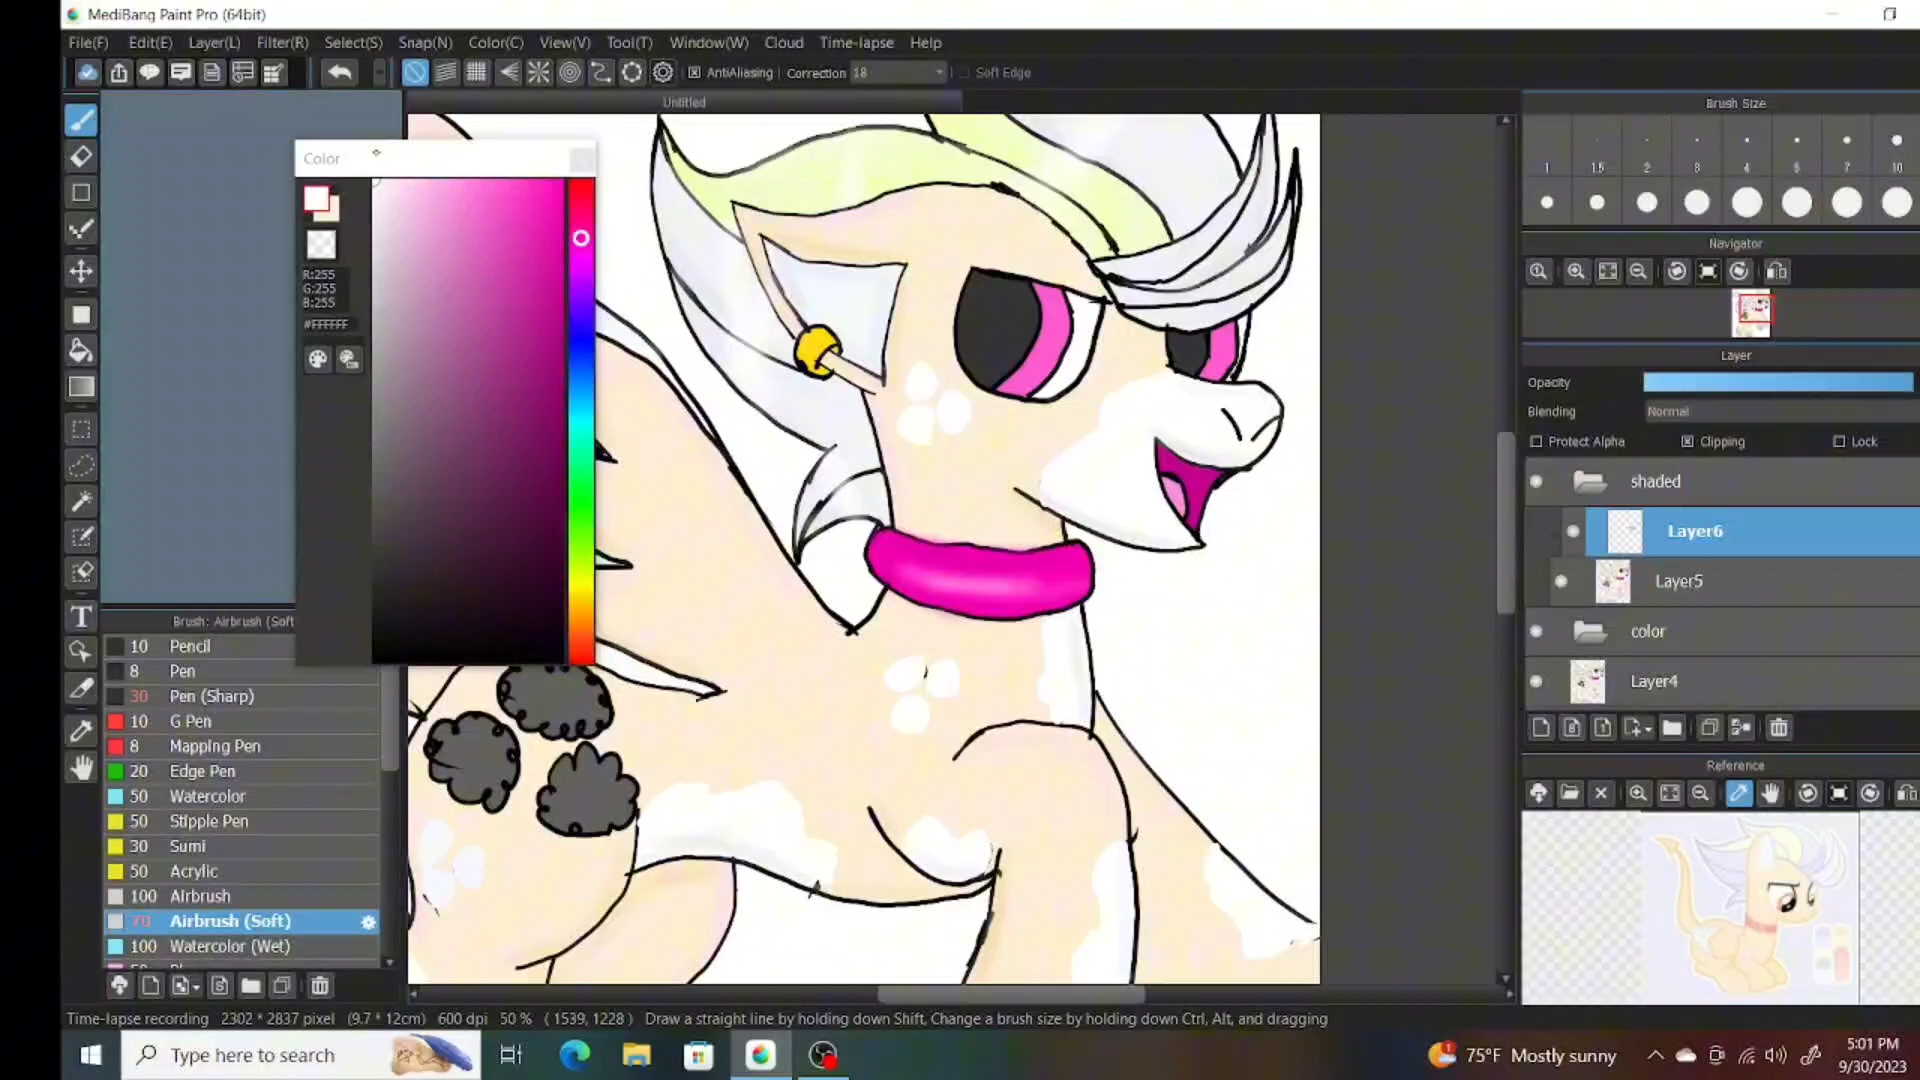 MediBang Paint Pro (64bit)
File(F) Edit(E) Layer(L) Filter(R) Select(S) Snap(N) Color(C) View(V) Tool(T) Window(W) Cloud Time-lapse Help
AntiAliasing Correction 18 Soft Edge
Untitled
Brush Size
1 1.5 2 3 4 5 7 10
Color
R:255
G:255
B:255
#FFFFFF
Navigator
Layer
Opacity
Blending Normal
Protect Alpha Clipping Lock
shaded
Layer6
Layer5
color
Layer4
Reference
Brush: Airbrush (Soft
10 Pencil
8 Pen
30 Pen (Sharp)
10 G Pen
8 Mapping Pen
20 Edge Pen
50 Watercolor
50 Stipple Pen
30 Sumi
50 Acrylic
100 Airbrush
70 Airbrush (Soft)
100 Watercolor (Wet)
Time-lapse recording 2302 * 2837 pixel (9.7 * 12cm) 600 dpi 50 % ( 1539, 1228 ) Draw a straight line by holding down Shift, Change a brush size by holding down Ctrl, Alt, and dragging
Type here to search
75°F Mostly sunny
5:01 PM
9/30/2023